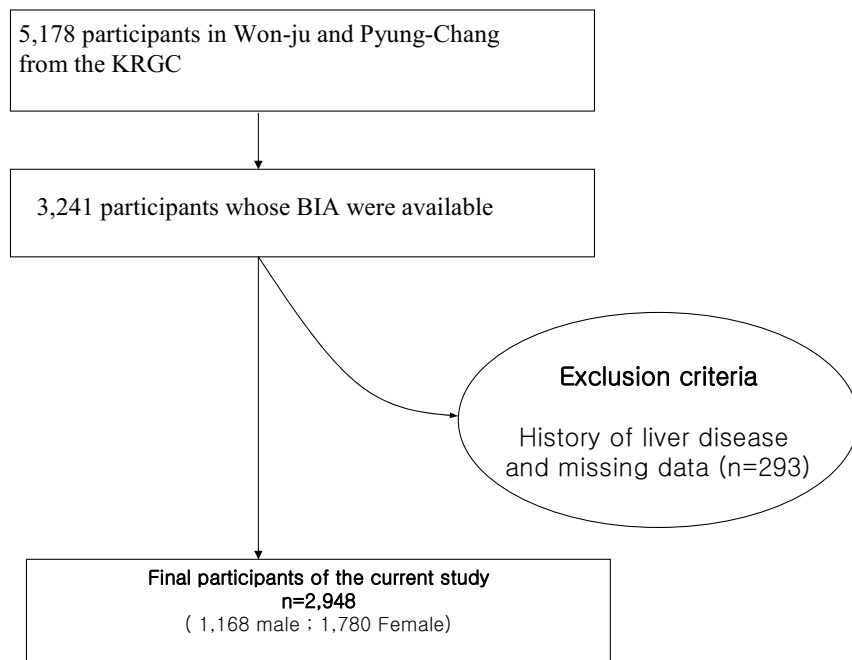 5,178 participants in Won-ju and Pyung-Chang
from the KRGC
3,241 participants whose BIA were available
Exclusion criteria
History of liver disease
and missing data (n=293)
Final participants of the current study
n=2,948
( 1,168 male ; 1,780 Female)